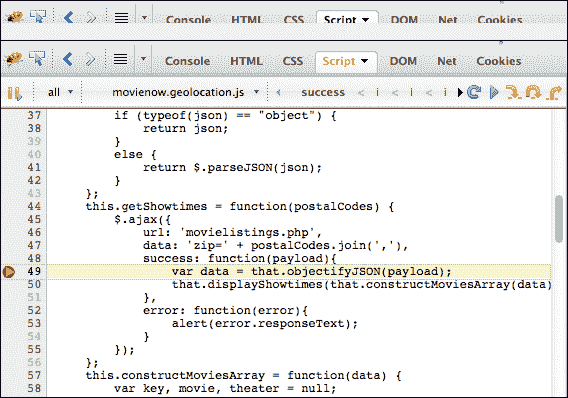 Console HTML CSS Script DOM Net Cookies
Console HTML CSS Script DOM Net Cookies
all movienow.geolocation.js success < i < i < i
37 if (typeof(json) == "object") {
38 return json;
39 }
40 else {
41 return $.parseJSON(json);
42 }
43 };
44 this.getShowtimes = function(postalCodes) {
45 $.ajax({
46 url: 'movielistings.php',
47 data: 'zip=' + postalCodes.join(','),
48 success: function(payload){
49 var data = that.objectifyJSON(payload);
50 that.displayShowtimes(that.constructMoviesArray(data)
51 },
52 error: function(error){
53 alert(error.responseText);
54 }
55 });
56 };
57 this.constructMoviesArray = function(data) {
58 var key, movie, theater = null;